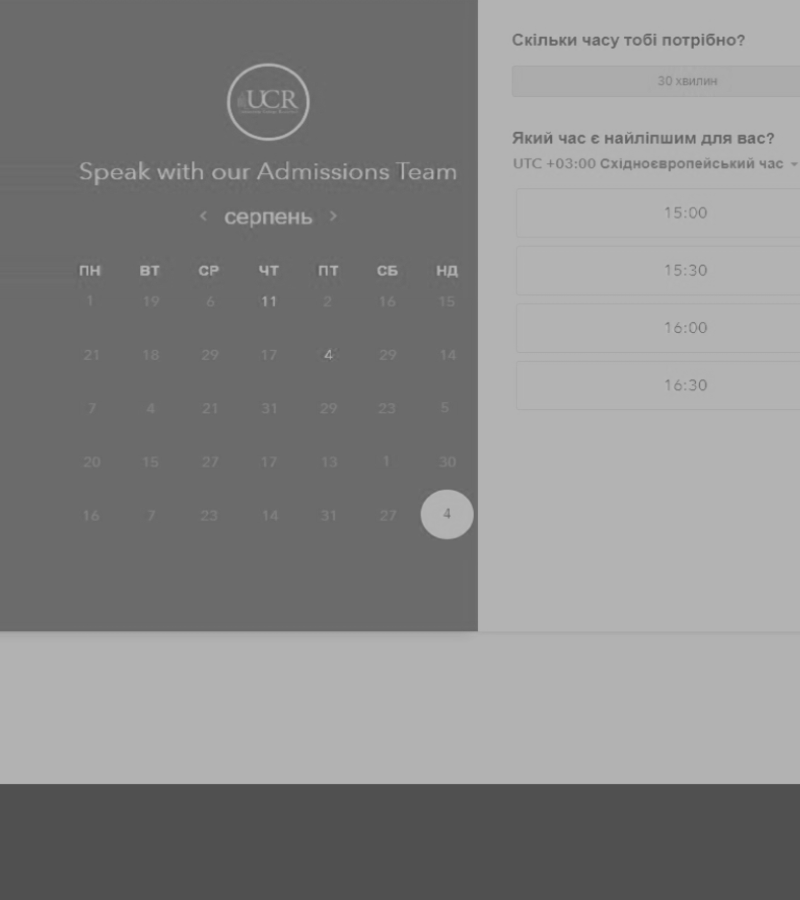 UCR
Speak with our Admissions Team
серпень
ПН ВТ СР ЧТ ПТ СБ НД
1 19 6 11 2 16 15
21 18 29 17 4 29 14
7 4 21 31 29 23 5
20 15 27 17 13 1 30
16 7 23 14 31 27 4
Скільки часу тобі потрібно?
30 хвилин
Який час є найліпшим для вас?
UTC +03:00 Східноєвропейський час
15:00
15:30
16:00
16:30